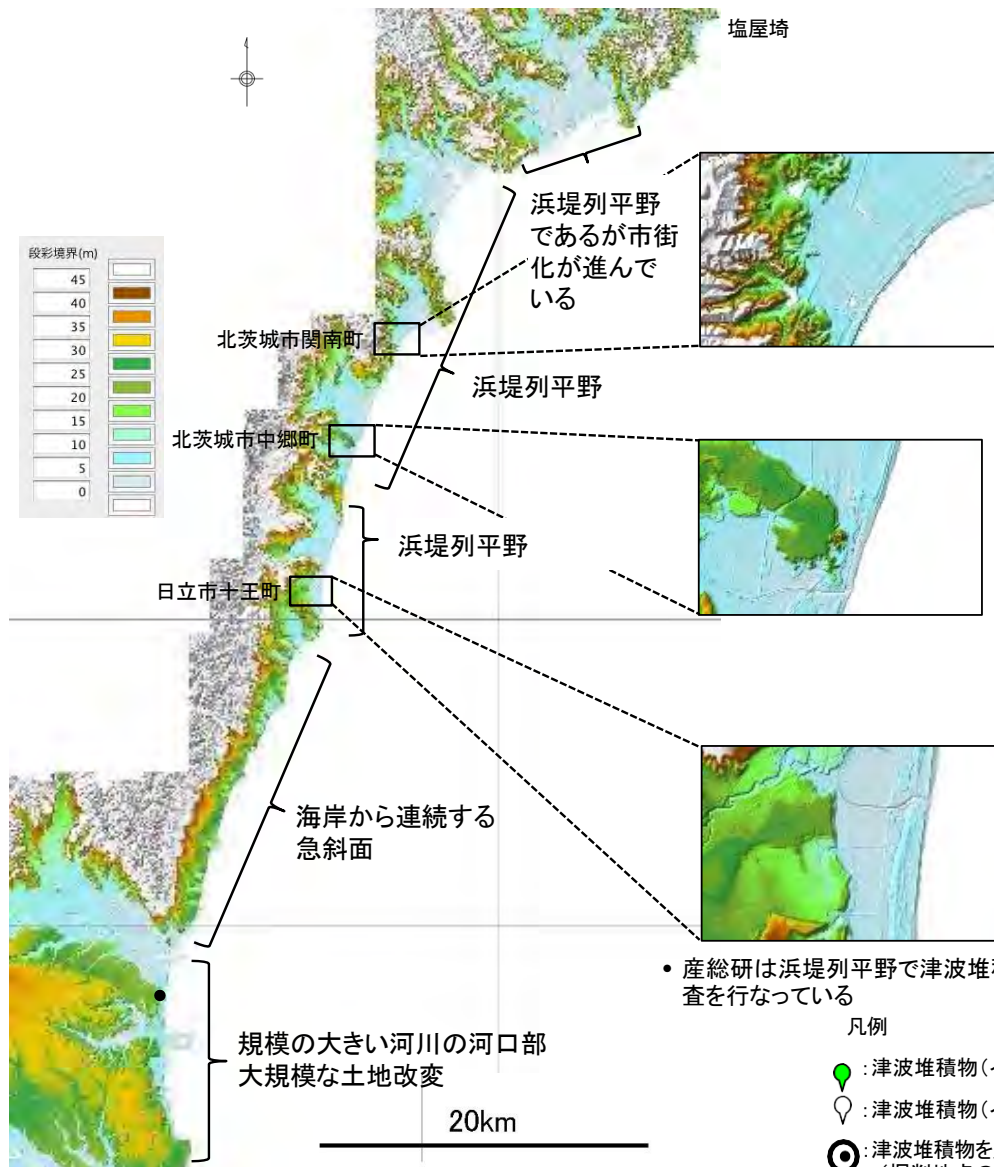 塩屋埼
浜堤列平野
であるが市街
化が進んで
いる
段彩境界(m)
45
40
35
30
25
20
15
10
5
0
北茨城市関南町
浜堤列平野
北茨城市中郷町
浜堤列平野
日立市十王町
海岸から連続する
急斜面
規模の大きい河川の河口部
大規模な土地改変
20km
• 産総研は浜堤列平野で津波堆
査を行なっている
凡例
:津波堆積物(
:津波堆積物(
:津波堆積物を